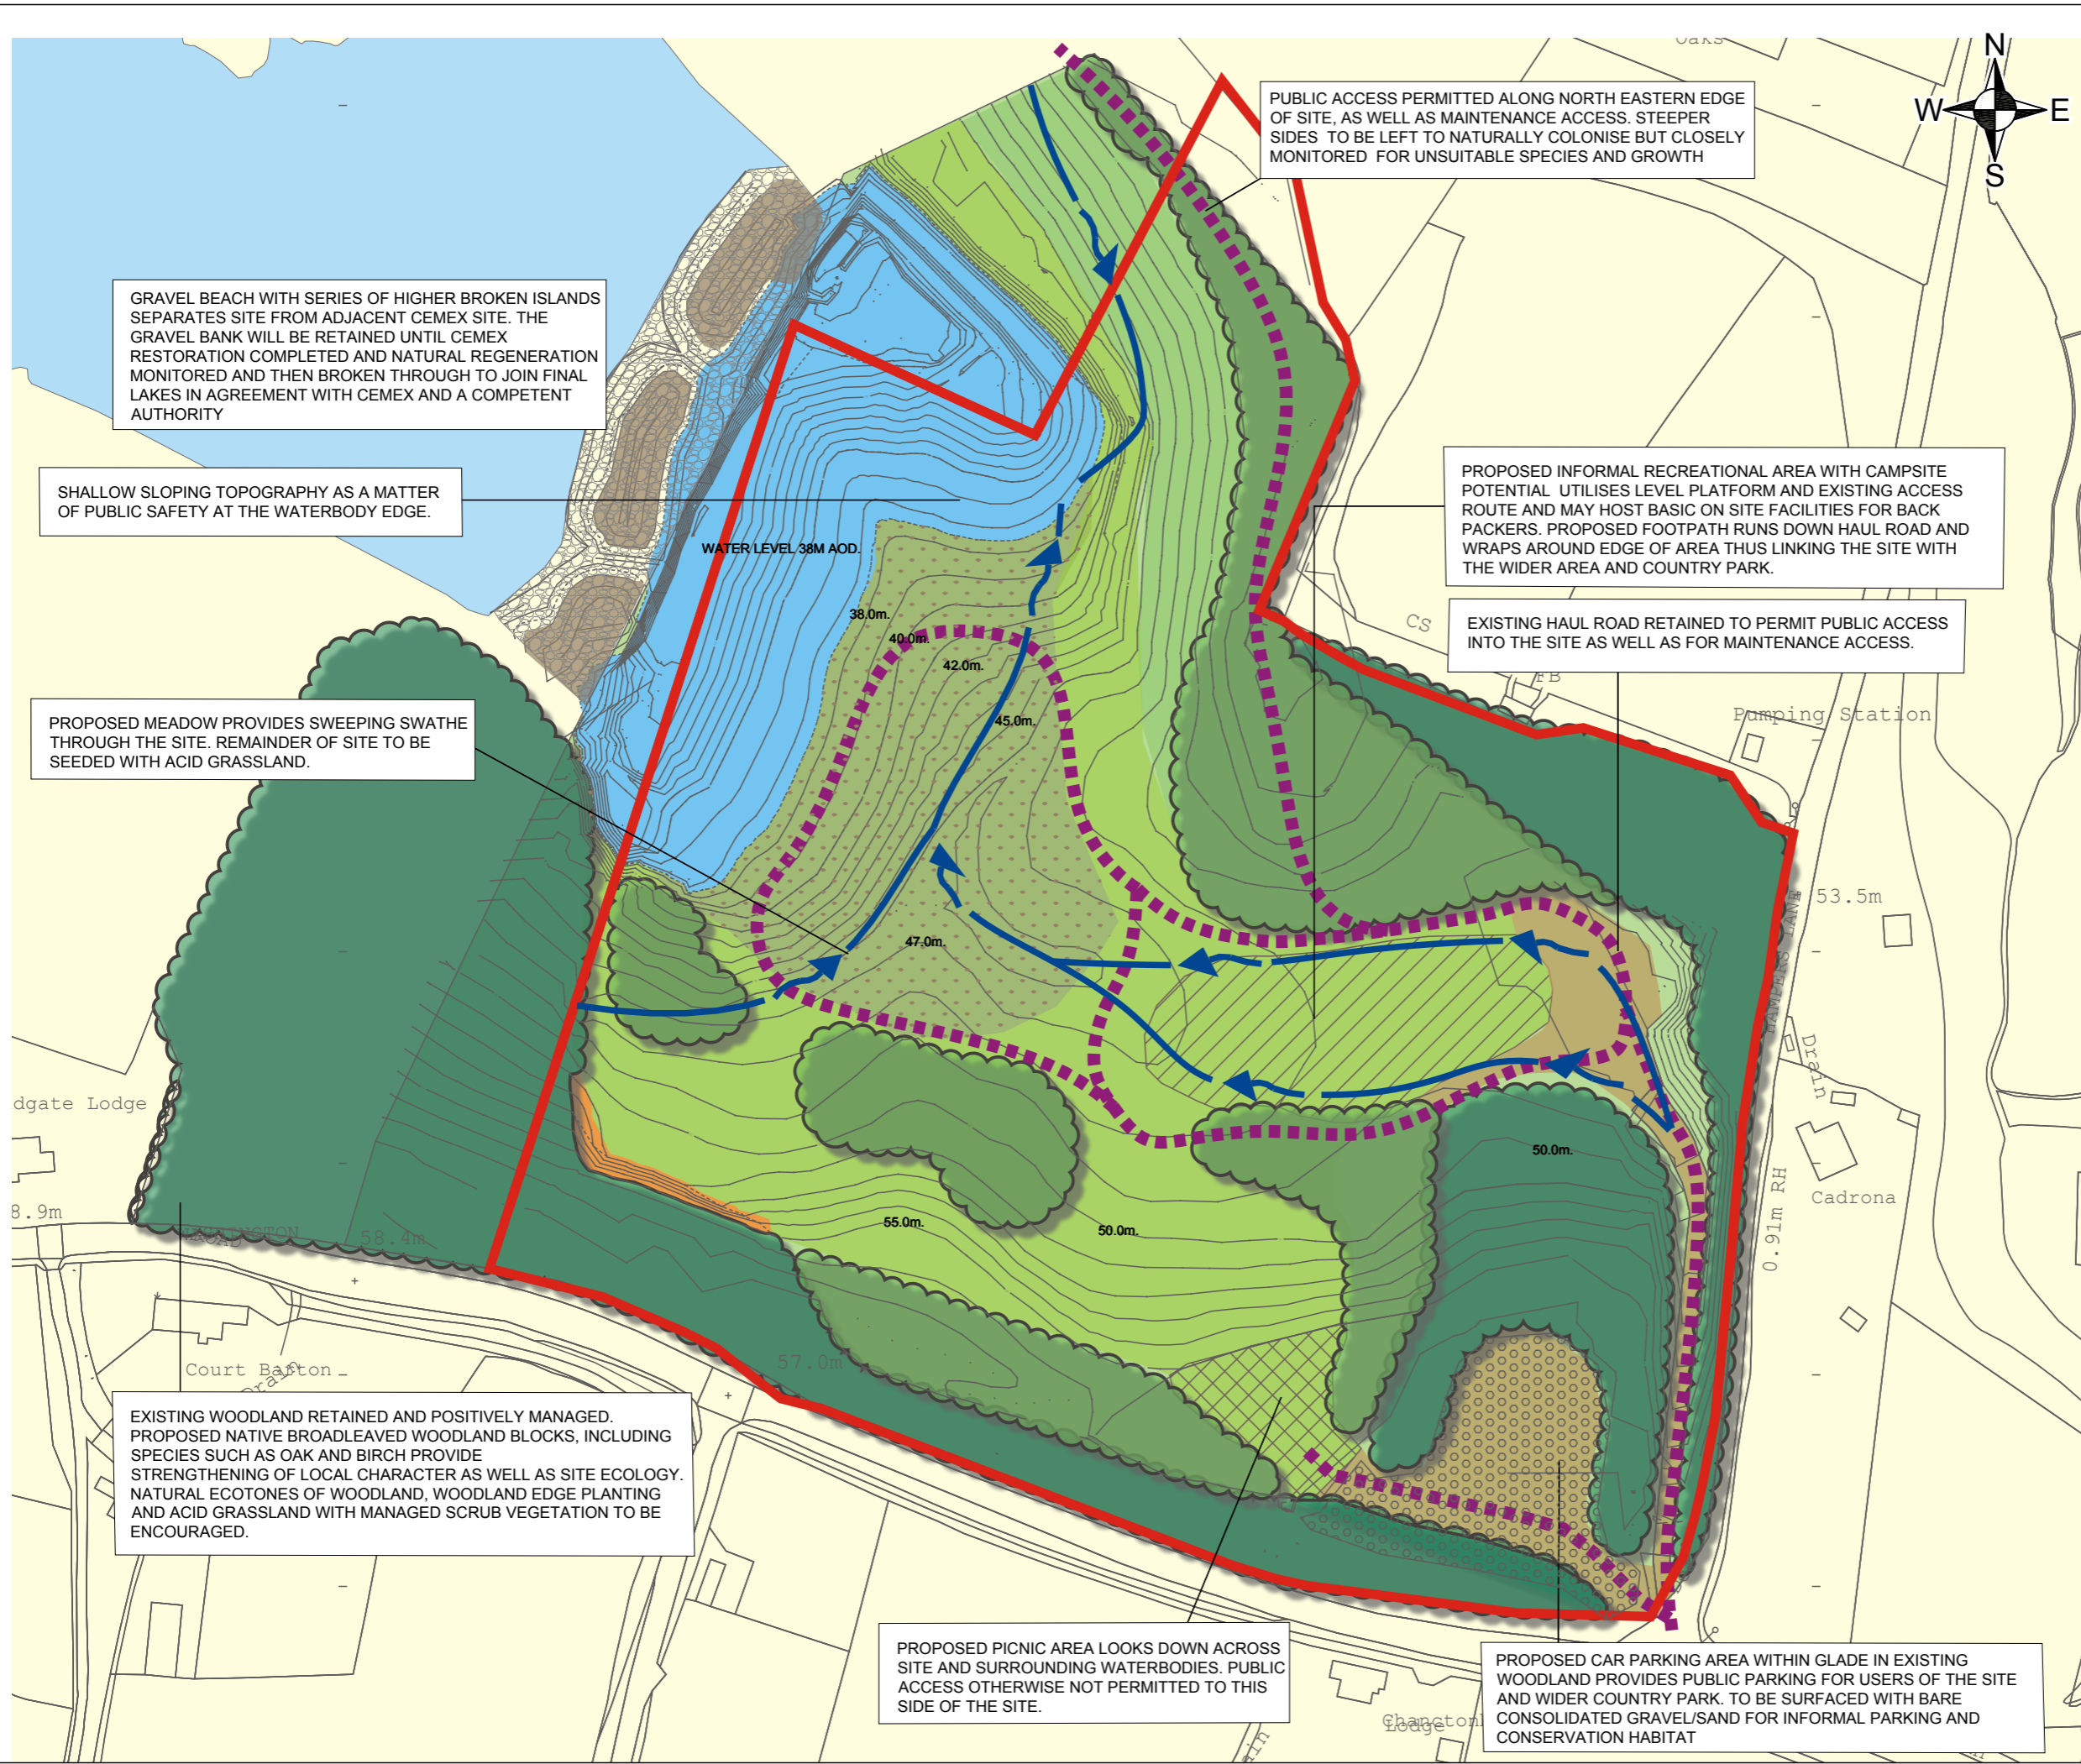 Oaks
N
W E
S
PUBLIC ACCESS PERMITTED ALONG NORTH EASTERN EDGE
OF SITE, AS WELL AS MAINTENANCE ACCESS. STEEPER
SIDES TO BE LEFT TO NATURALLY COLONISE BUT CLOSELY
MONITORED FOR UNSUITABLE SPECIES AND GROWTH
GRAVEL BEACH WITH SERIES OF HIGHER BROKEN ISLANDS
SEPARATES SITE FROM ADJACENT CEMEX SITE. THE
GRAVEL BANK WILL BE RETAINED UNTIL CEMEX
RESTORATION COMPLETED AND NATURAL REGENERATION
MONITORED AND THEN BROKEN THROUGH TO JOIN FINAL
LAKES IN AGREEMENT WITH CEMEX AND A COMPETENT
AUTHORITY
SHALLOW SLOPING TOPOGRAPHY AS A MATTER
OF PUBLIC SAFETY AT THE WATERBODY EDGE.
PROPOSED INFORMAL RECREATIONAL AREA WITH CAMPSITE
POTENTIAL UTILISES LEVEL PLATFORM AND EXISTING ACCESS
ROUTE AND MAY HOST BASIC ON SITE FACILITIES FOR BACK
PACKERS. PROPOSED FOOTPATH RUNS DOWN HAUL ROAD AND
WRAPS AROUND EDGE OF AREA THUS LINKING THE SITE WITH
THE WIDER AREA AND COUNTRY PARK.
WATER LEVEL 38M AOD.
38.0m.
40.0m.
42.0m.
45.0m.
47.0m.
CS
EXISTING HAUL ROAD RETAINED TO PERMIT PUBLIC ACCESS
INTO THE SITE AS WELL AS FOR MAINTENANCE ACCESS.
FB
Pumping Station
PROPOSED MEADOW PROVIDES SWEEPING SWATHE
THROUGH THE SITE. REMAINDER OF SITE TO BE
SEEDED WITH ACID GRASSLAND.
53.5m
HAMPERS LANE
Drain
dgate Lodge
8.9m
58.4m
50.0m.
55.0m.
50.0m.
Cadrona
0.91m RH
57.0m
Court Barton
Drain
EXISTING WOODLAND RETAINED AND POSITIVELY MANAGED.
PROPOSED NATIVE BROADLEAVED WOODLAND BLOCKS, INCLUDING
SPECIES SUCH AS OAK AND BIRCH PROVIDE
STRENGTHENING OF LOCAL CHARACTER AS WELL AS SITE ECOLOGY.
NATURAL ECOTONES OF WOODLAND, WOODLAND EDGE PLANTING
AND ACID GRASSLAND WITH MANAGED SCRUB VEGETATION TO BE
ENCOURAGED.
PROPOSED PICNIC AREA LOOKS DOWN ACROSS
SITE AND SURROUNDING WATERBODIES. PUBLIC
ACCESS OTHERWISE NOT PERMITTED TO THIS
SIDE OF THE SITE.
PROPOSED CAR PARKING AREA WITHIN GLADE IN EXISTING
WOODLAND PROVIDES PUBLIC PARKING FOR USERS OF THE SITE
AND WIDER COUNTRY PARK. TO BE SURFACED WITH BARE
CONSOLIDATED GRAVEL/SAND FOR INFORMAL PARKING AND
CONSERVATION HABITAT
Chancton
Lodge
ain